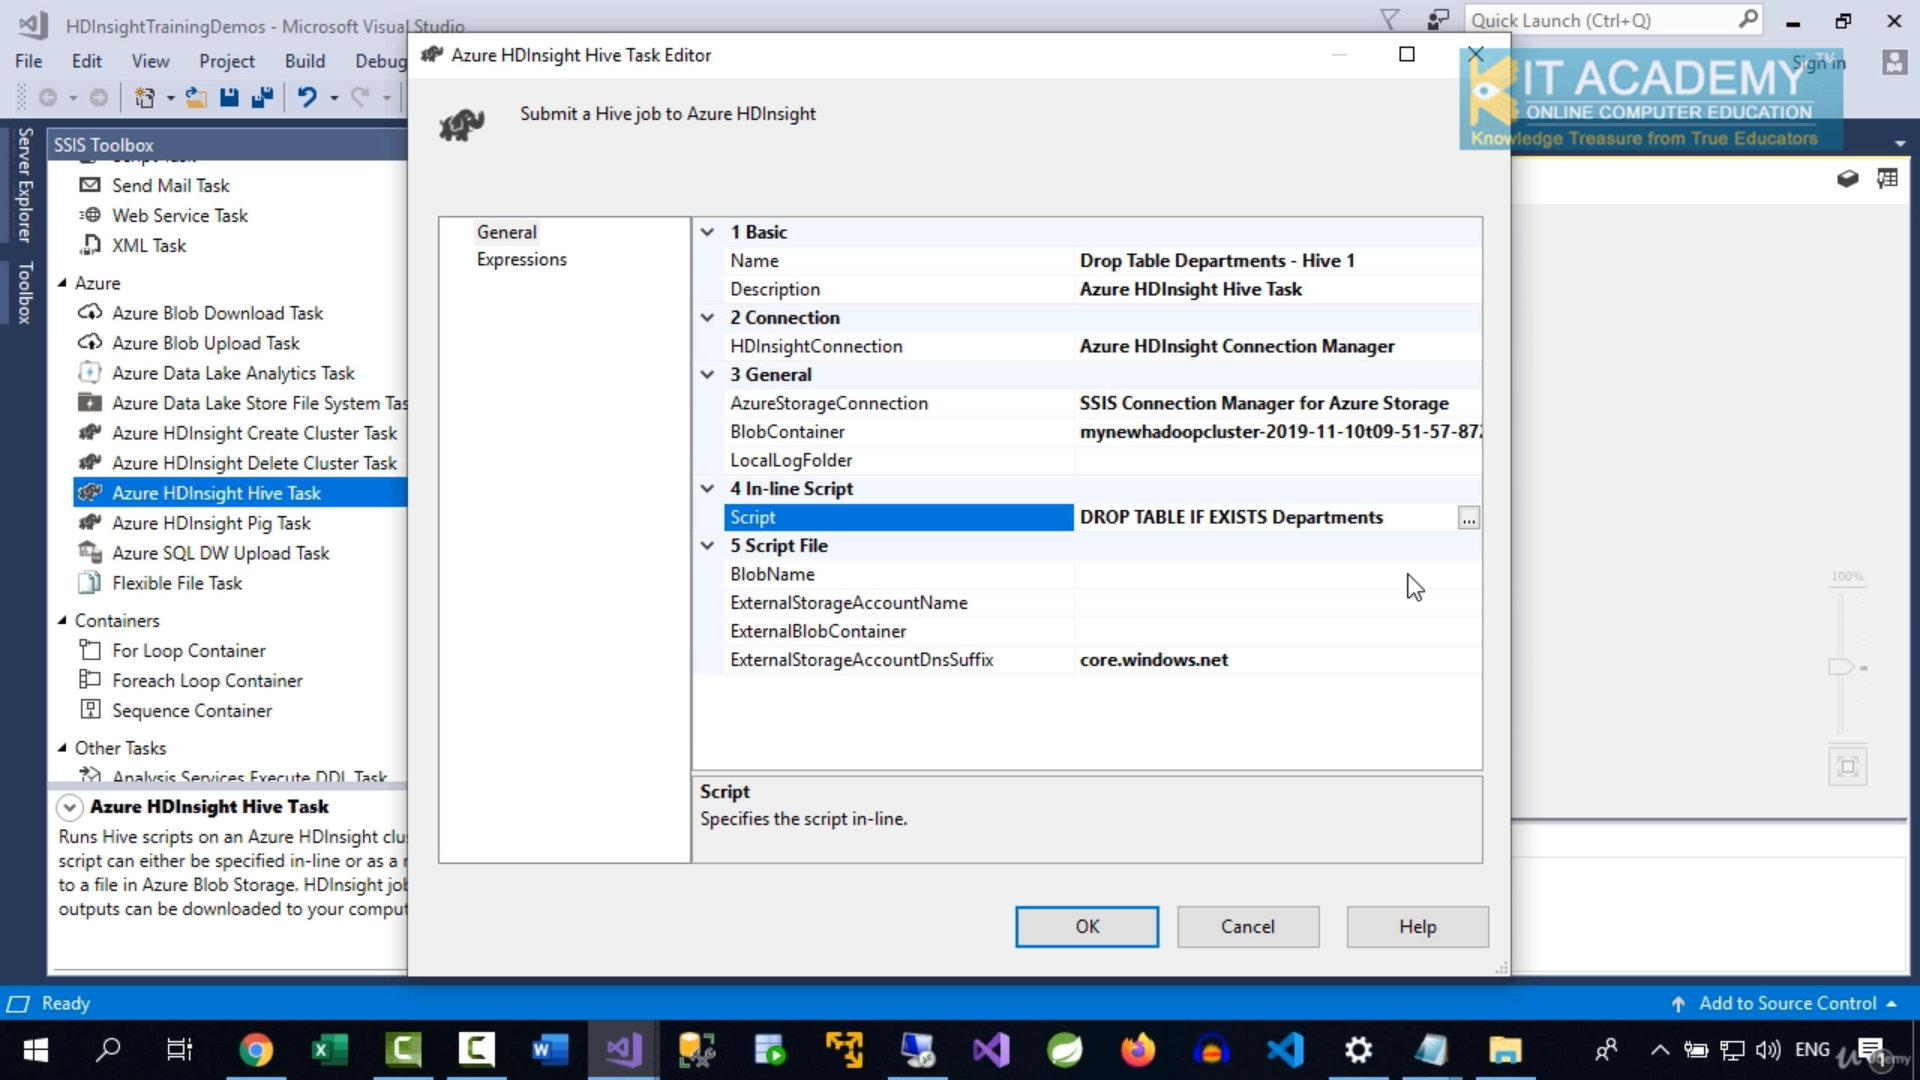 HDInsightTrainingDemos - Microsoft Visual Studio
Quick Launch (Ctrl+Q)
File Edit View Project Build Debug
Sign in
Azure HDInsight Hive Task Editor
IT ACADEMY
ONLINE COMPUTER EDUCATION
Knowledge Treasure from True Educators
Submit a Hive job to Azure HDInsight
Server Explorer
Toolbox
SSIS Toolbox
Script Task
Send Mail Task
Web Service Task
XML Task
Azure
Azure Blob Download Task
Azure Blob Upload Task
Azure Data Lake Analytics Task
Azure Data Lake Store File System Tas
Azure HDInsight Create Cluster Task
Azure HDInsight Delete Cluster Task
Azure HDInsight Hive Task
Azure HDInsight Pig Task
Azure SQL DW Upload Task
Flexible File Task
Containers
For Loop Container
Foreach Loop Container
Sequence Container
Other Tasks
Analysis Services Execute DDL Task
Azure HDInsight Hive Task
Runs Hive scripts on an Azure HDInsight clu
script can either be specified in-line or as a r
to a file in Azure Blob Storage. HDInsight job
outputs can be downloaded to your comput
General
Expressions
1 Basic
Name Drop Table Departments - Hive 1
Description Azure HDInsight Hive Task
2 Connection
HDInsightConnection Azure HDInsight Connection Manager
3 General
AzureStorageConnection SSIS Connection Manager for Azure Storage
BlobContainer mynewhadoopcluster-2019-11-10t09-51-57-872
LocalLogFolder
4 In-line Script
Script DROP TABLE IF EXISTS Departments ...
5 Script File
BlobName
ExternalStorageAccountName
ExternalBlobContainer
ExternalStorageAccountDnsSuffix core.windows.net
Script
Specifies the script in-line.
OK Cancel Help
100%
Ready
Add to Source Control
ENG
udemy